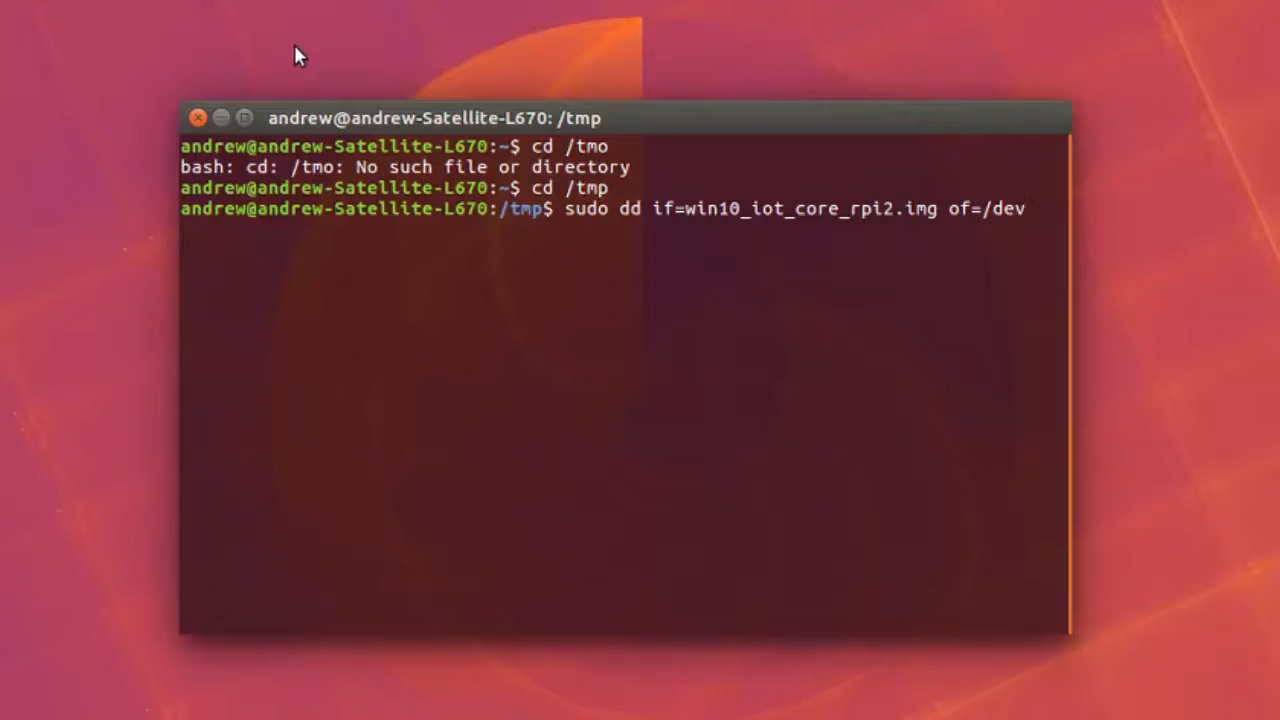 andrew@andrew-Satellite-L670: /tmp
andrew@andrew-Satellite-L670:~$ cd /tmo
bash: cd: /tmo: No such file or directory
andrew@andrew-Satellite-L670:~$ cd /tmp
andrew@andrew-Satellite-L670:/tmp$ sudo dd if=win10_iot_core_rpi2.img of=/dev